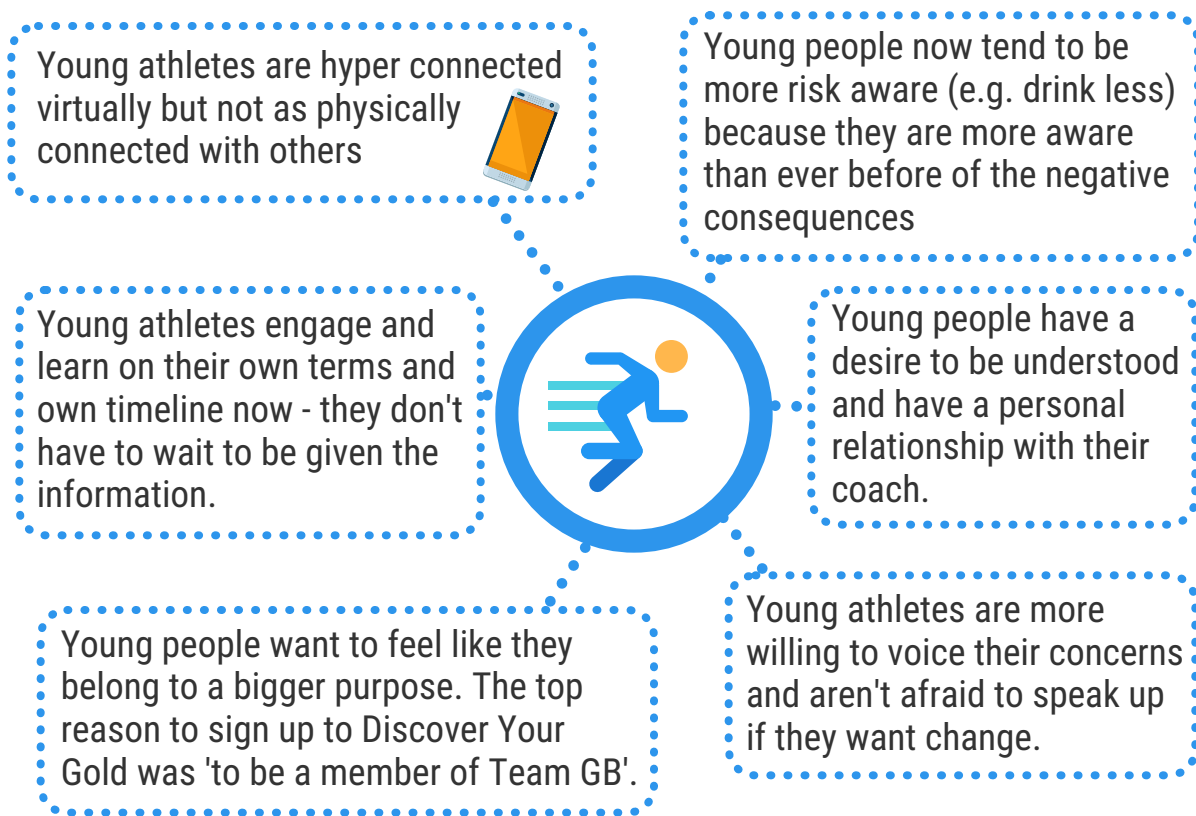 Young athletes are hyper connected
virtually but not as physically
connected with others
Young people now tend to be
more risk aware (e.g. drink less)
because they are more aware
than ever before of the negative
consequences
Young athletes engage and
learn on their own terms and
own timeline now - they don't
have to wait to be given the
information.
Young people have a
desire to be understood
and have a personal
relationship with their
coach.
Young people want to feel like they
belong to a bigger purpose. The top
reason to sign up to Discover Your
Gold was 'to be a member of Team GB'.
Young athletes are more
willing to voice their concerns
and aren't afraid to speak up
if they want change.